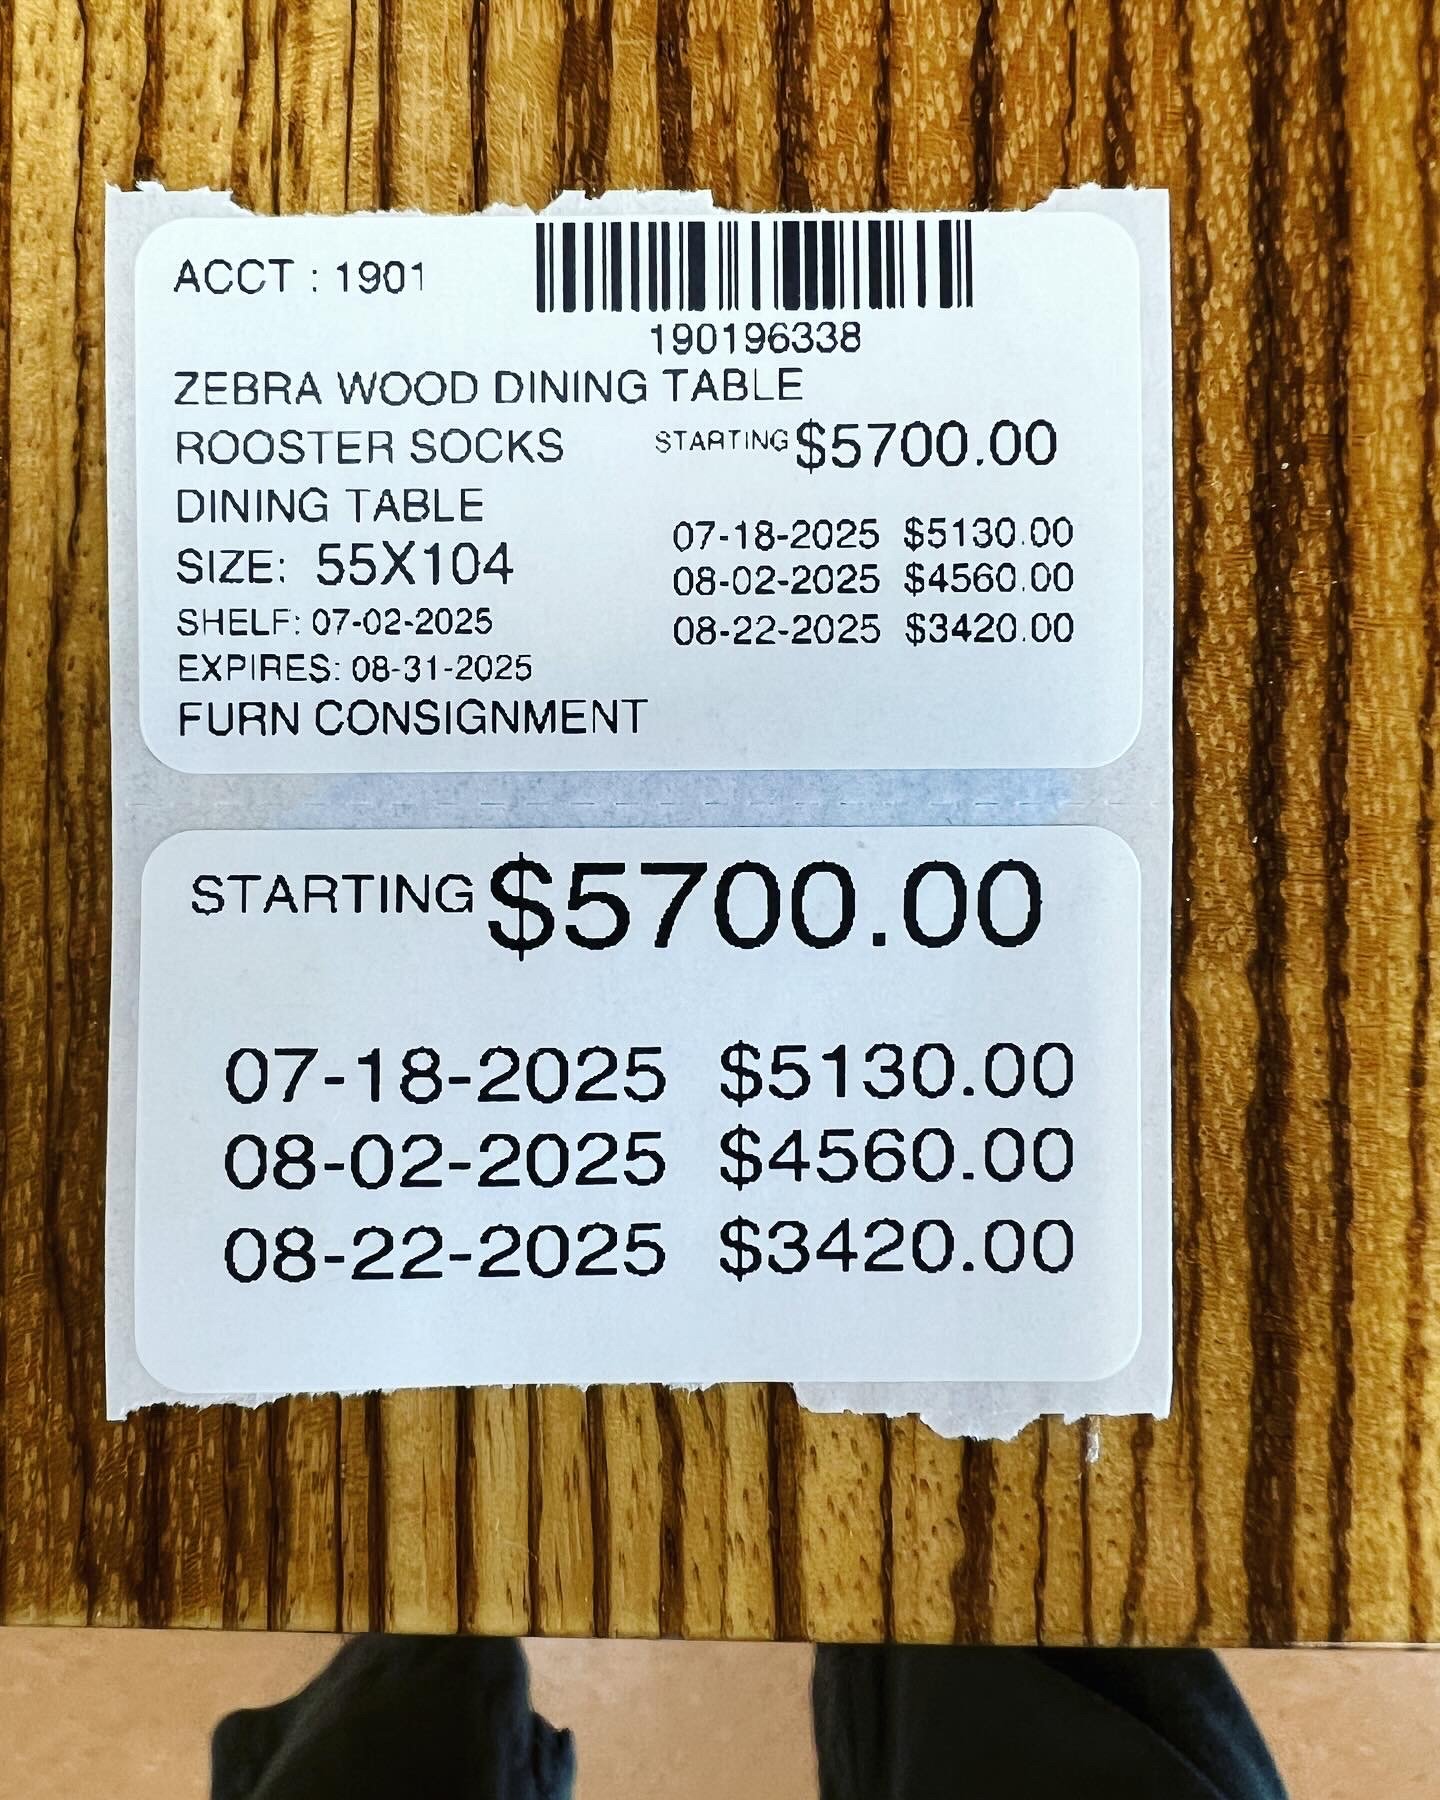 ACCT : 1901
190196338
ZEBRA WOOD DINING TABLE
ROOSTER SOCKS STARTING $5700.00
DINING TABLE
07-18-2025 $5130.00
SIZE: 55X104
08-02-2025 $4560.00
SHELF: 07-02-2025
08-22-2025 $3420.00
EXPIRES: 08-31-2025
FURN CONSIGNMENT
STARTING $5700.00
07-18-2025 $5130.00
08-02-2025 $4560.00
08-22-2025 $3420.00